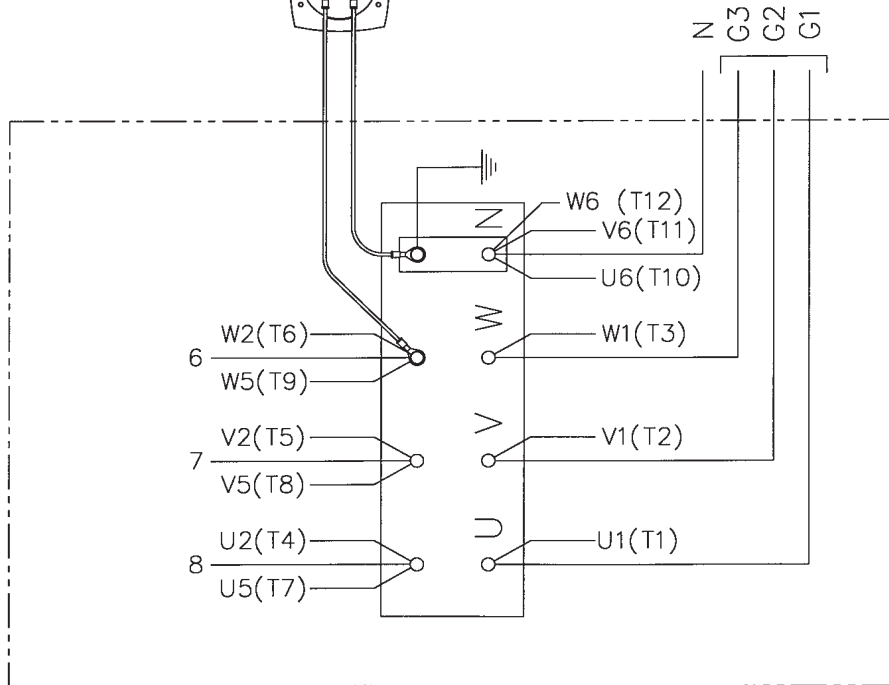 N
G3
G2
G1
N
W6 (T12)
V6(T11)
U6(T10)
W
W2(T6)
6
W5(T9)
W1(T3)
V
V2(T5)
7
V5(T8)
V1(T2)
U
U2(T4)
8
U5(T7)
U1(T1)